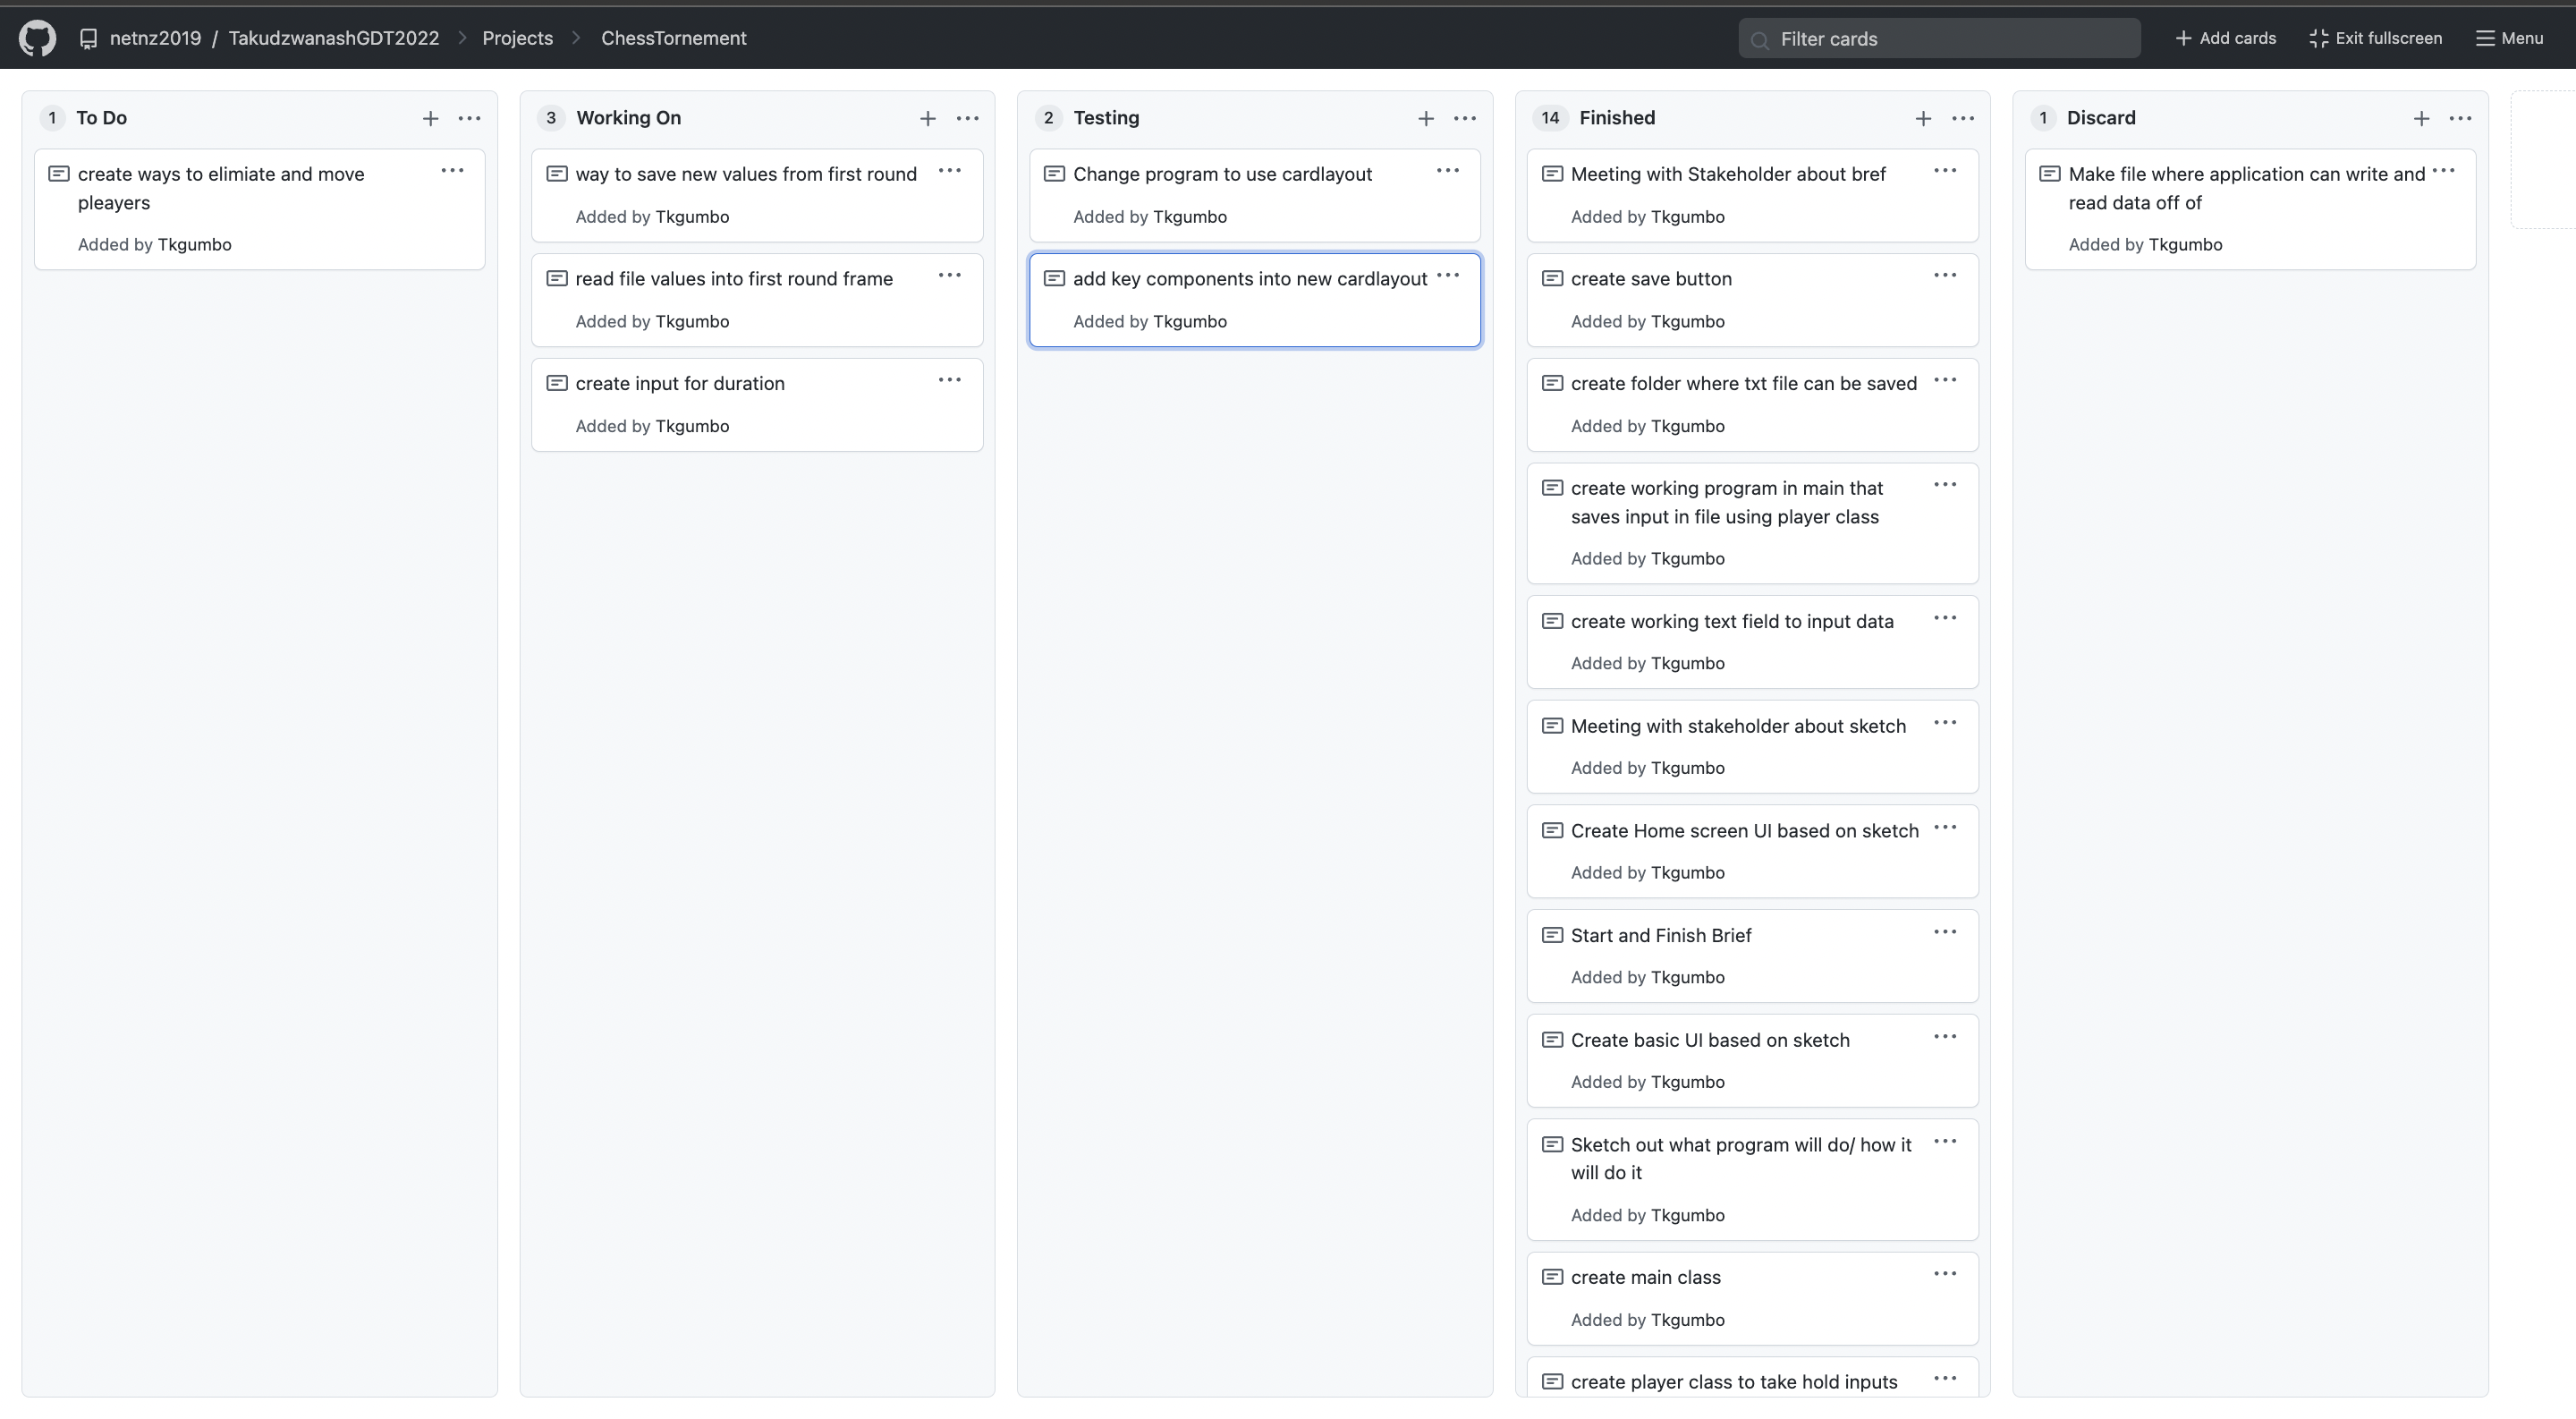 netnz2019 / TakudzwanashGDT2022 > Projects > ChessTornement
Filter cards
+ Add cards
Exit fullscreen
Menu
1 To Do
create ways to elimiate and move
pleayers
Added by Tkgumbo
3 Working On
way to save new values from first round
Added by Tkgumbo
read file values into first round frame
Added by Tkgumbo
create input for duration
Added by Tkgumbo
2 Testing
Change program to use cardlayout
Added by Tkgumbo
add key components into new cardlayout
Added by Tkgumbo
14 Finished
Meeting with Stakeholder about bref
Added by Tkgumbo
create save button
Added by Tkgumbo
create folder where txt file can be saved
Added by Tkgumbo
create working program in main that
saves input in file using player class
Added by Tkgumbo
create working text field to input data
Added by Tkgumbo
Meeting with stakeholder about sketch
Added by Tkgumbo
Create Home screen UI based on sketch
Added by Tkgumbo
Start and Finish Brief
Added by Tkgumbo
Create basic UI based on sketch
Added by Tkgumbo
Sketch out what program will do/ how it
will do it
Added by Tkgumbo
create main class
Added by Tkgumbo
create player class to take hold inputs
1 Discard
Make file where application can write and
read data off of
Added by Tkgumbo